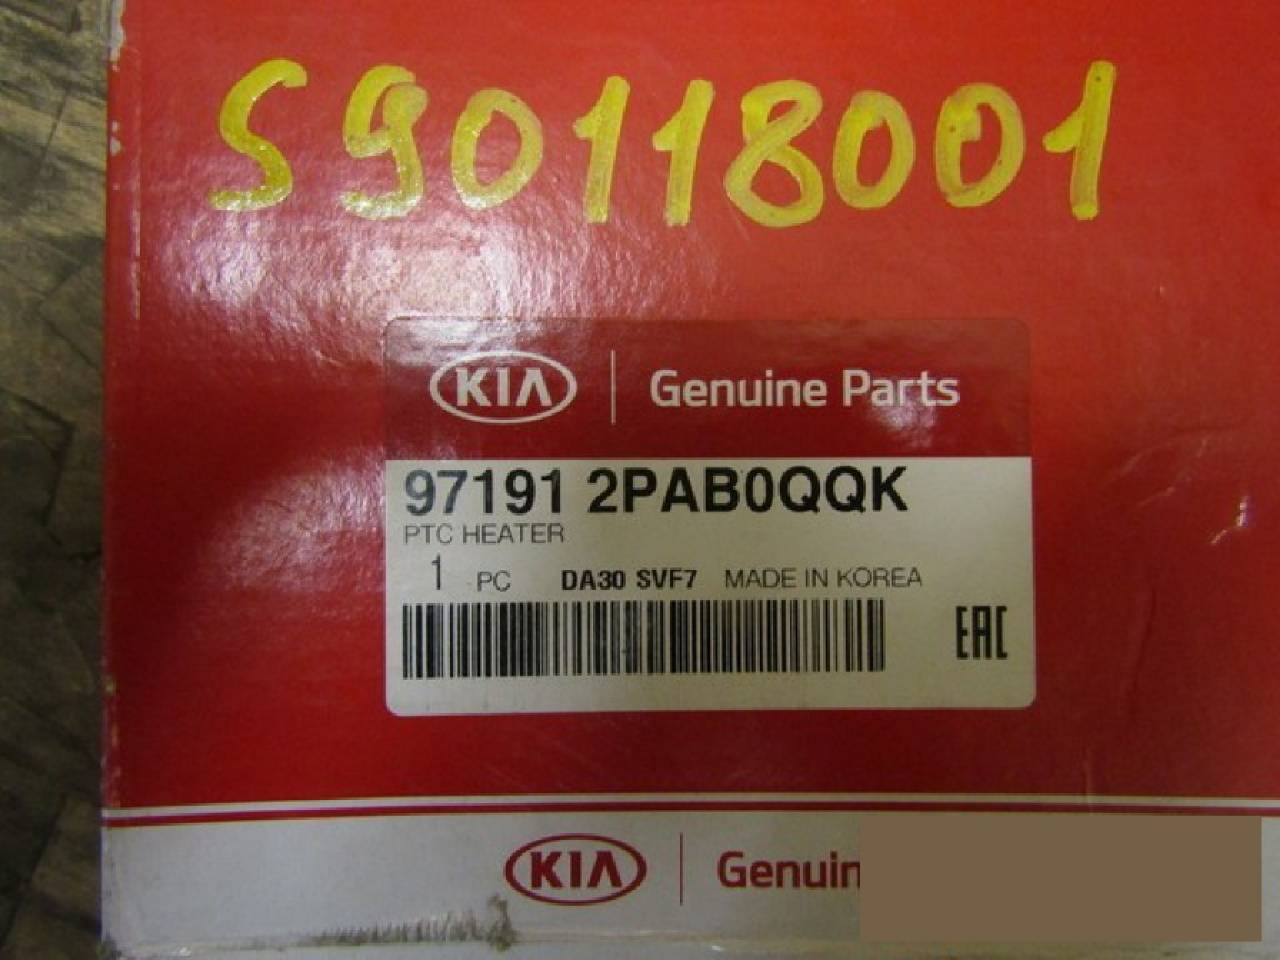 S90118001
KIA Genuine Parts
97191 2PAB0QQK
PTC HEATER
1 PC DA30 SVF7 MADE IN KOREA
EAC
KIA Genuin